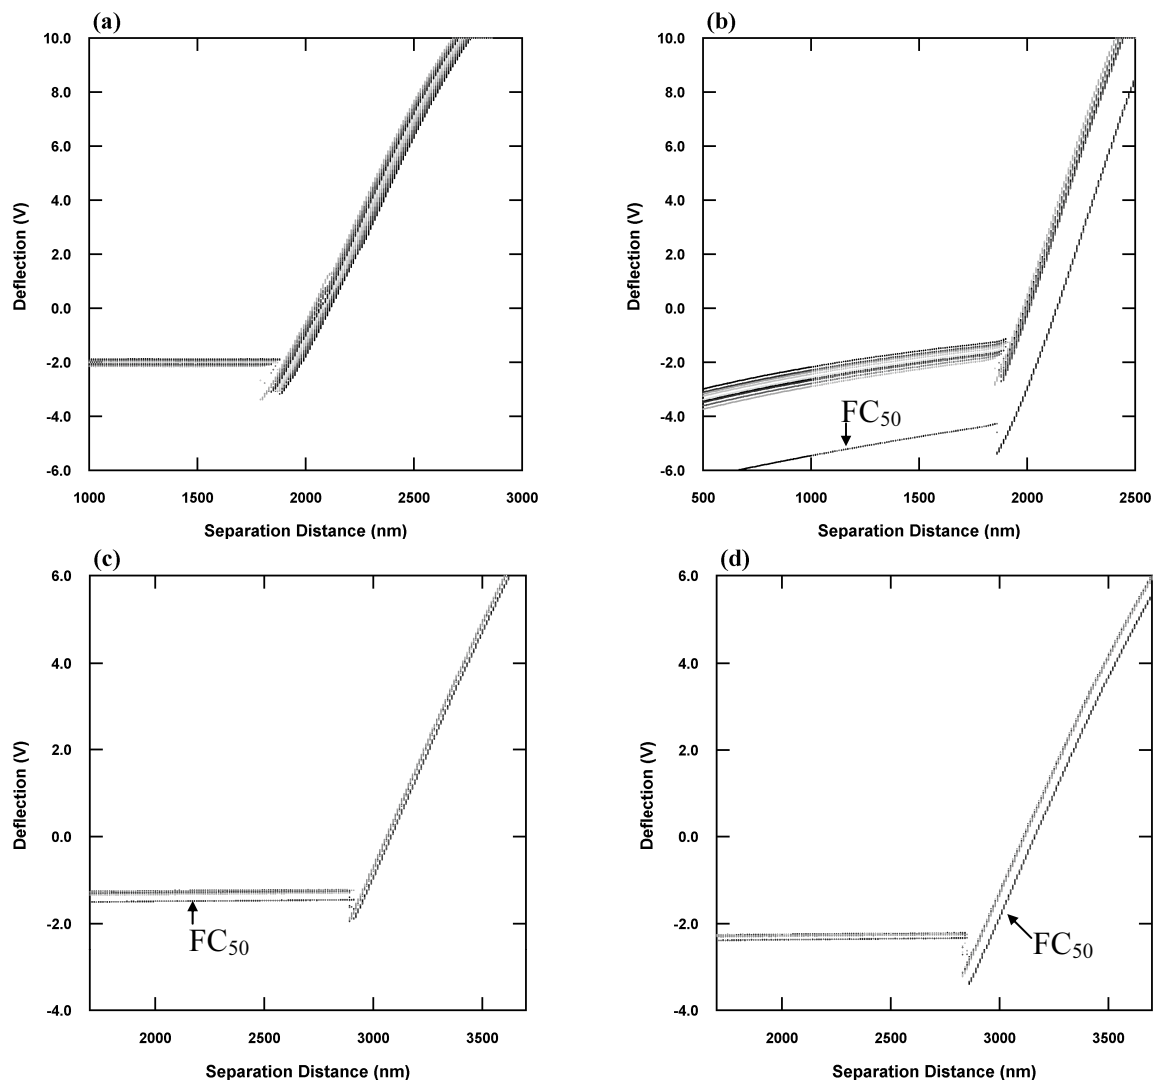 (a)
10.0
8.0
6.0
4.0
2.0
0.0
-2.0
-4.0
-6.0
Deflection (V)
1000 1500 2000 2500 3000
Separation Distance (nm)
(b)
10.0
8.0
6.0
4.0
2.0
0.0
-2.0
-4.0
-6.0
Deflection (V)
FC50
500 1000 1500 2000 2500
Separation Distance (nm)
(c)
6.0
4.0
2.0
0.0
-2.0
-4.0
Deflection (V)
FC50
2000 2500 3000 3500
Separation Distance (nm)
(d)
6.0
4.0
2.0
0.0
-2.0
-4.0
Deflection (V)
FC50
2000 2500 3000 3500
Separation Distance (nm)